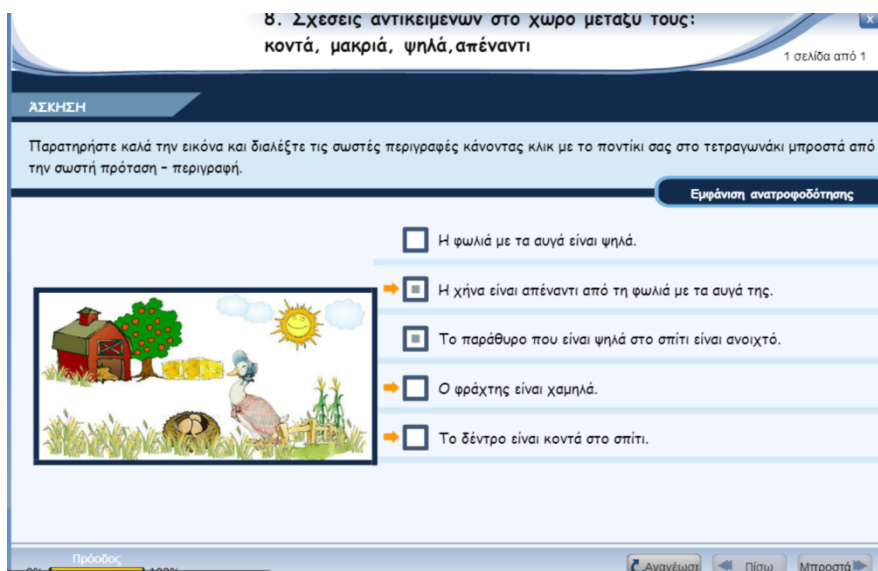 8. Σχέσεις αντικειμένων στο χώρο μεταξύ τους:
κοντά, μακριά, ψηλά,απέναντι
x
1 σελίδα από 1
ΆΣΚΗΣΗ
Παρατηρήστε καλά την εικόνα και διαλέξτε τις σωστές περιγραφές κάνοντας κλικ με το ποντίκι σας στο τετραγωνάκι μπροστά από
την σωστή πρόταση – περιγραφή.
Εμφάνιση ανατροφοδότησης
Η φωλιά με τα αυγά είναι ψηλά.
Η χήνα είναι απέναντι από τη φωλιά με τα αυγά της.
Το παράθυρο που είναι ψηλά στο σπίτι είναι ανοιχτό.
Ο φράχτης είναι χαμηλά.
Το δέντρο είναι κοντά στο σπίτι.
Πρόοδος
0% 100%
Ανανέωση Πίσω Μπροστά